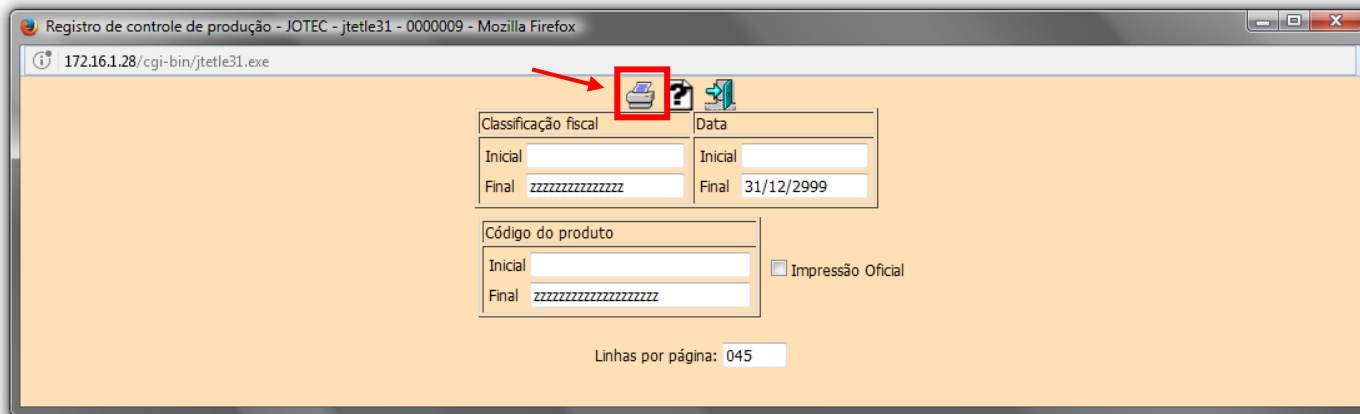 Registro de controle de produção - JOTEC - jtetle31 - 0000009 - Mozilla Firefox
172.16.1.28/cgi-bin/jtetle31.exe
Classificação fiscal Data
Inicial Inicial
Final zzzzzzzzzzzzzzz Final 31/12/2999
Código do produto
Inicial
Impressão Oficial
Final zzzzzzzzzzzzzzzzzzzz
Linhas por página: 045